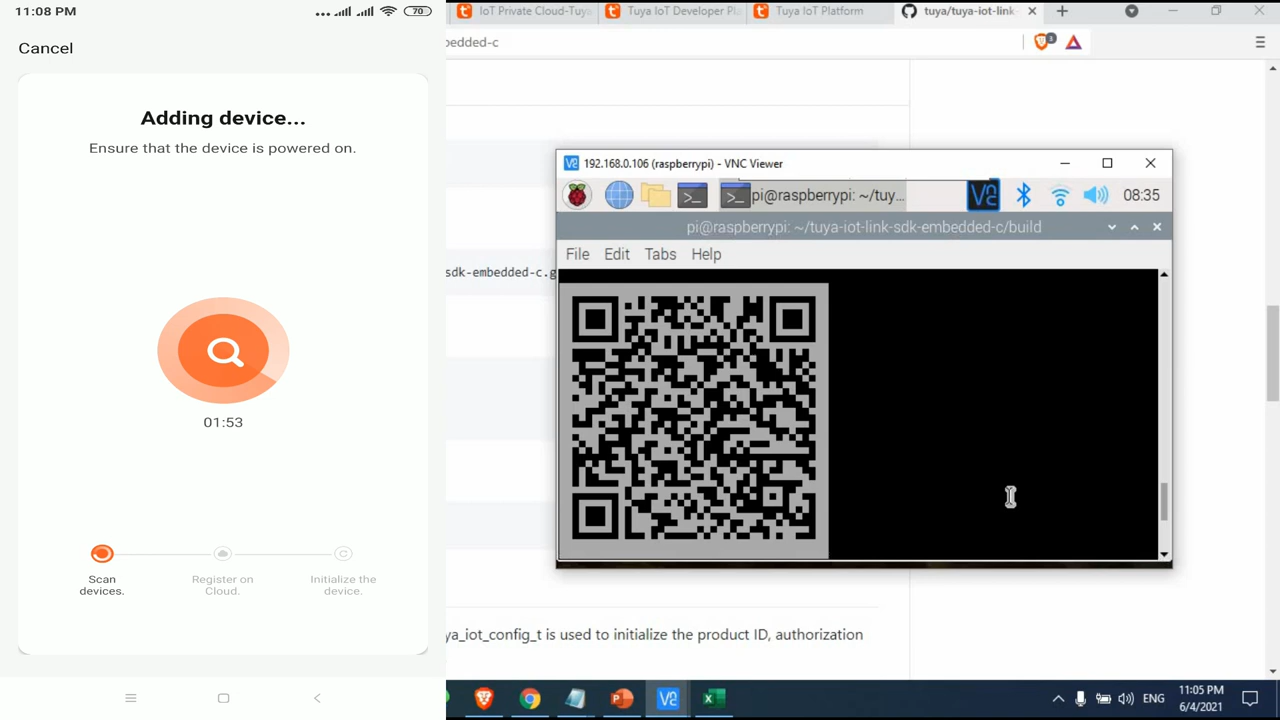 11:08 PM
70
Cancel
Adding device...
Ensure that the device is powered on.
01:53
Scan devices.
Register on Cloud.
Initialize the device.
IoT Private Cloud-Tuya
Tuya IoT Developer Pl
Tuya IoT Platform
tuya/tuya-iot-link-
bedded-c
3
192.168.0.106 (raspberrypi) - VNC Viewer
pi@raspberrypi: ~/tuy...
08:35
pi@raspberrypi: ~/tuya-iot-link-sdk-embedded-c/build
File Edit Tabs Help
sdk-embedded-c.g
ya_iot_config_t is used to initialize the product ID, authorization
ENG
11:05 PM
6/4/2021